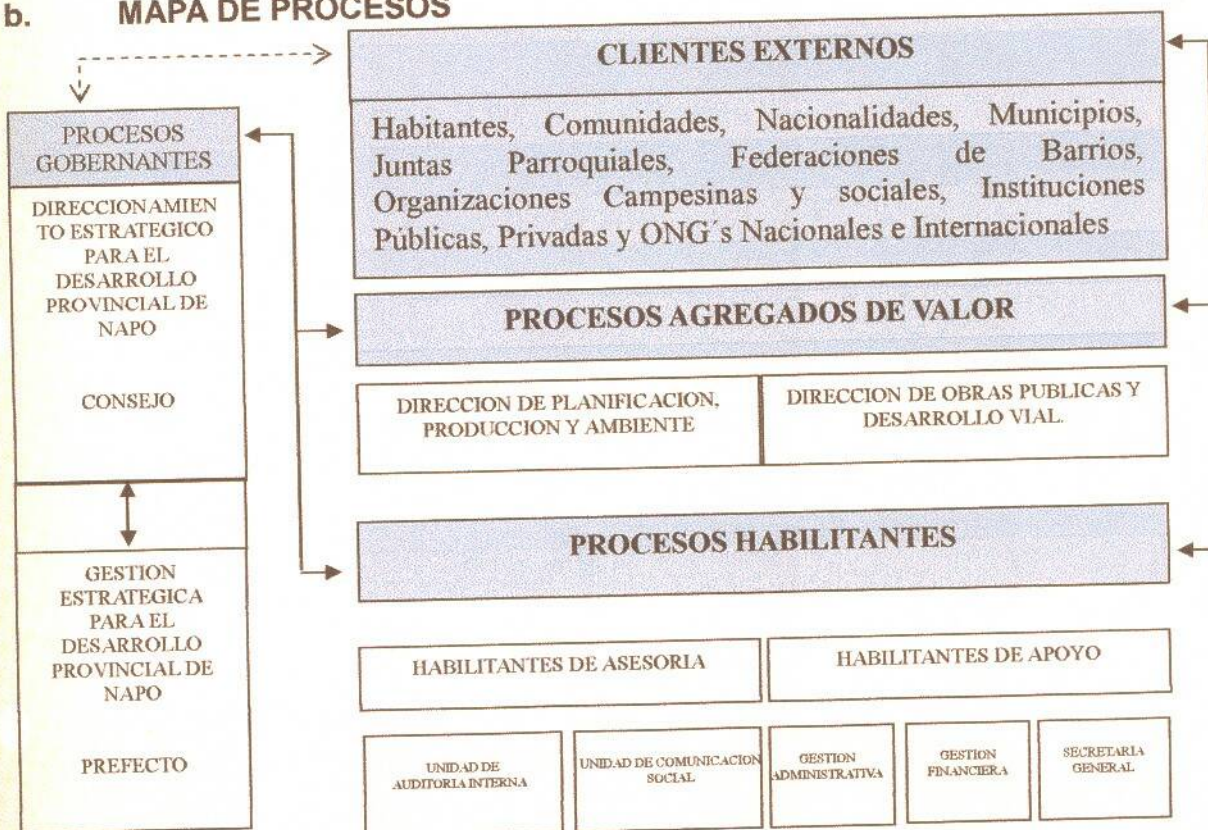 b. MAPA DE PROCESOS
CLIENTES EXTERNOS
Habitantes, Comunidades, Nacionalidades, Municipios,
Juntas Parroquiales, Federaciones de Barrios,
Organizaciones Campesinas y sociales, Instituciones
Públicas, Privadas y ONG´s Nacionales e Internacionales
PROCESOS
GOBERNANTES
DIRECCIONAMIEN
TO ESTRATEGICO
PARA EL
DESARROLLO
PROVINCIAL DE
NAPO
CONSEJO
GESTION
ESTRATEGICA
PARA EL
DESARROLLO
PROVINCIAL DE
NAPO
PREFECTO
PROCESOS AGREGADOS DE VALOR
DIRECCION DE PLANIFICACION,
PRODUCCION Y AMBIENTE
DIRECCION DE OBRAS PUBLICAS Y
DESARROLLO VIAL.
PROCESOS HABILITANTES
HABILITANTES DE ASESORIA
HABILITANTES DE APOYO
UNIDAD DE
AUDITORIA INTERNA
UNIDAD DE COMUNICACION
SOCIAL
GESTION
ADMINISTRATIVA
GESTION
FINANCIERA
SECRETARIA
GENERAL